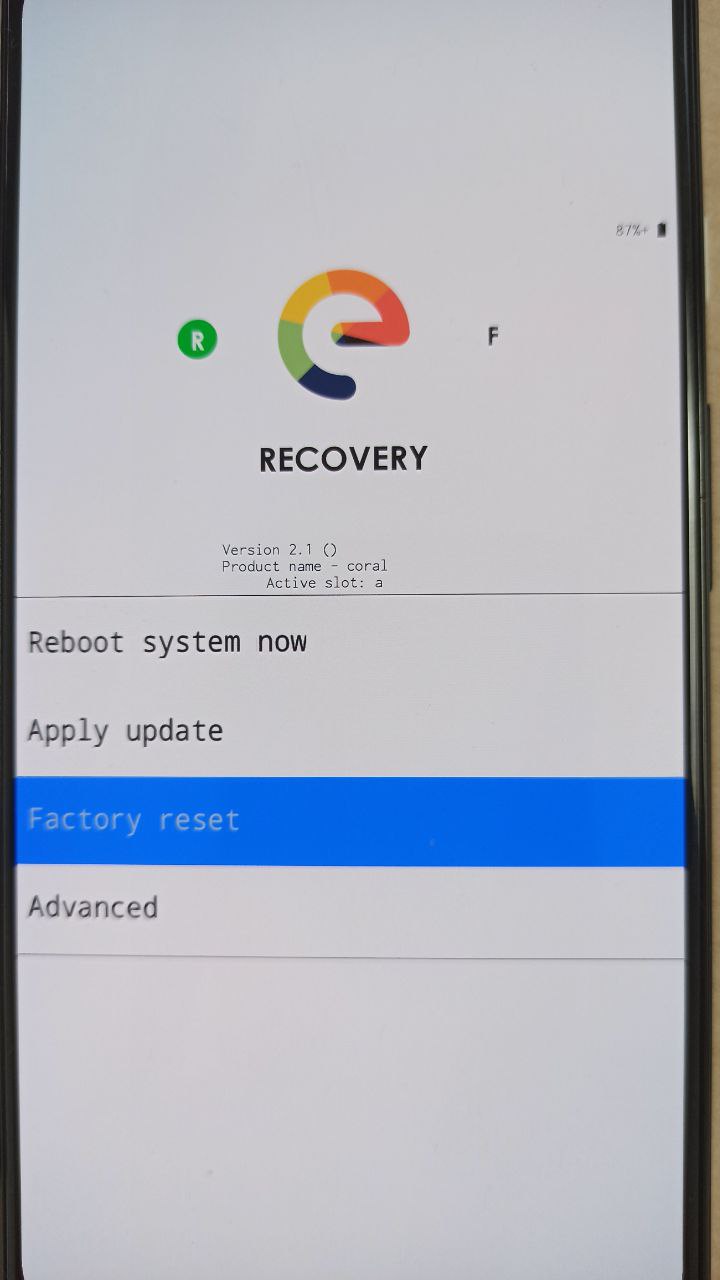 87%+
R
F
RECOVERY
Version 2.1 ()
Product name - coral
Active slot: a
Reboot system now
Apply update
Factory reset
Advanced